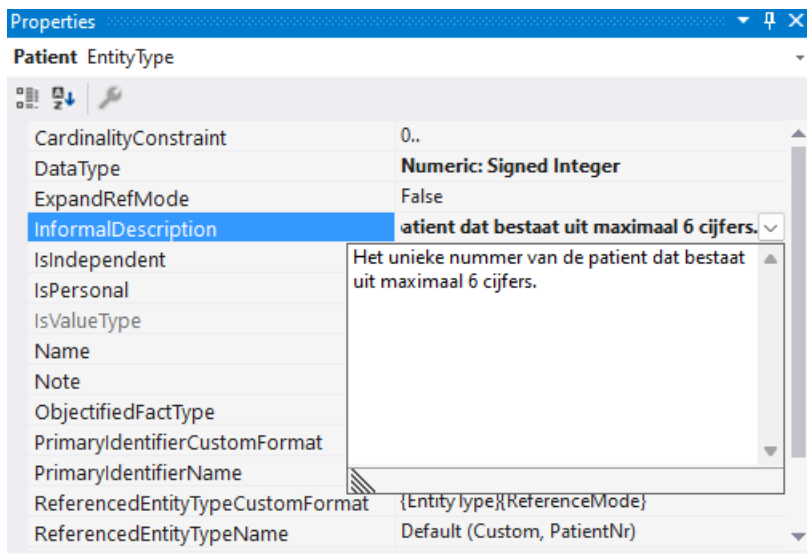 Properties
Patient EntityType
CardinalityConstraint 0..
DataType Numeric: Signed Integer
ExpandRefMode False
InformalDescription atient dat bestaat uit maximaal 6 cijfers.
IsIndependent
Het unieke nummer van de patient dat bestaat
uit maximaal 6 cijfers.
IsPersonal
IsValueType
Name
Note
ObjectifiedFactType
PrimaryIdentifierCustomFormat
PrimaryIdentifierName
ReferencedEntityTypeCustomFormat {EntityType}{ReferenceMode}
ReferencedEntityTypeName Default (Custom, PatientNr)